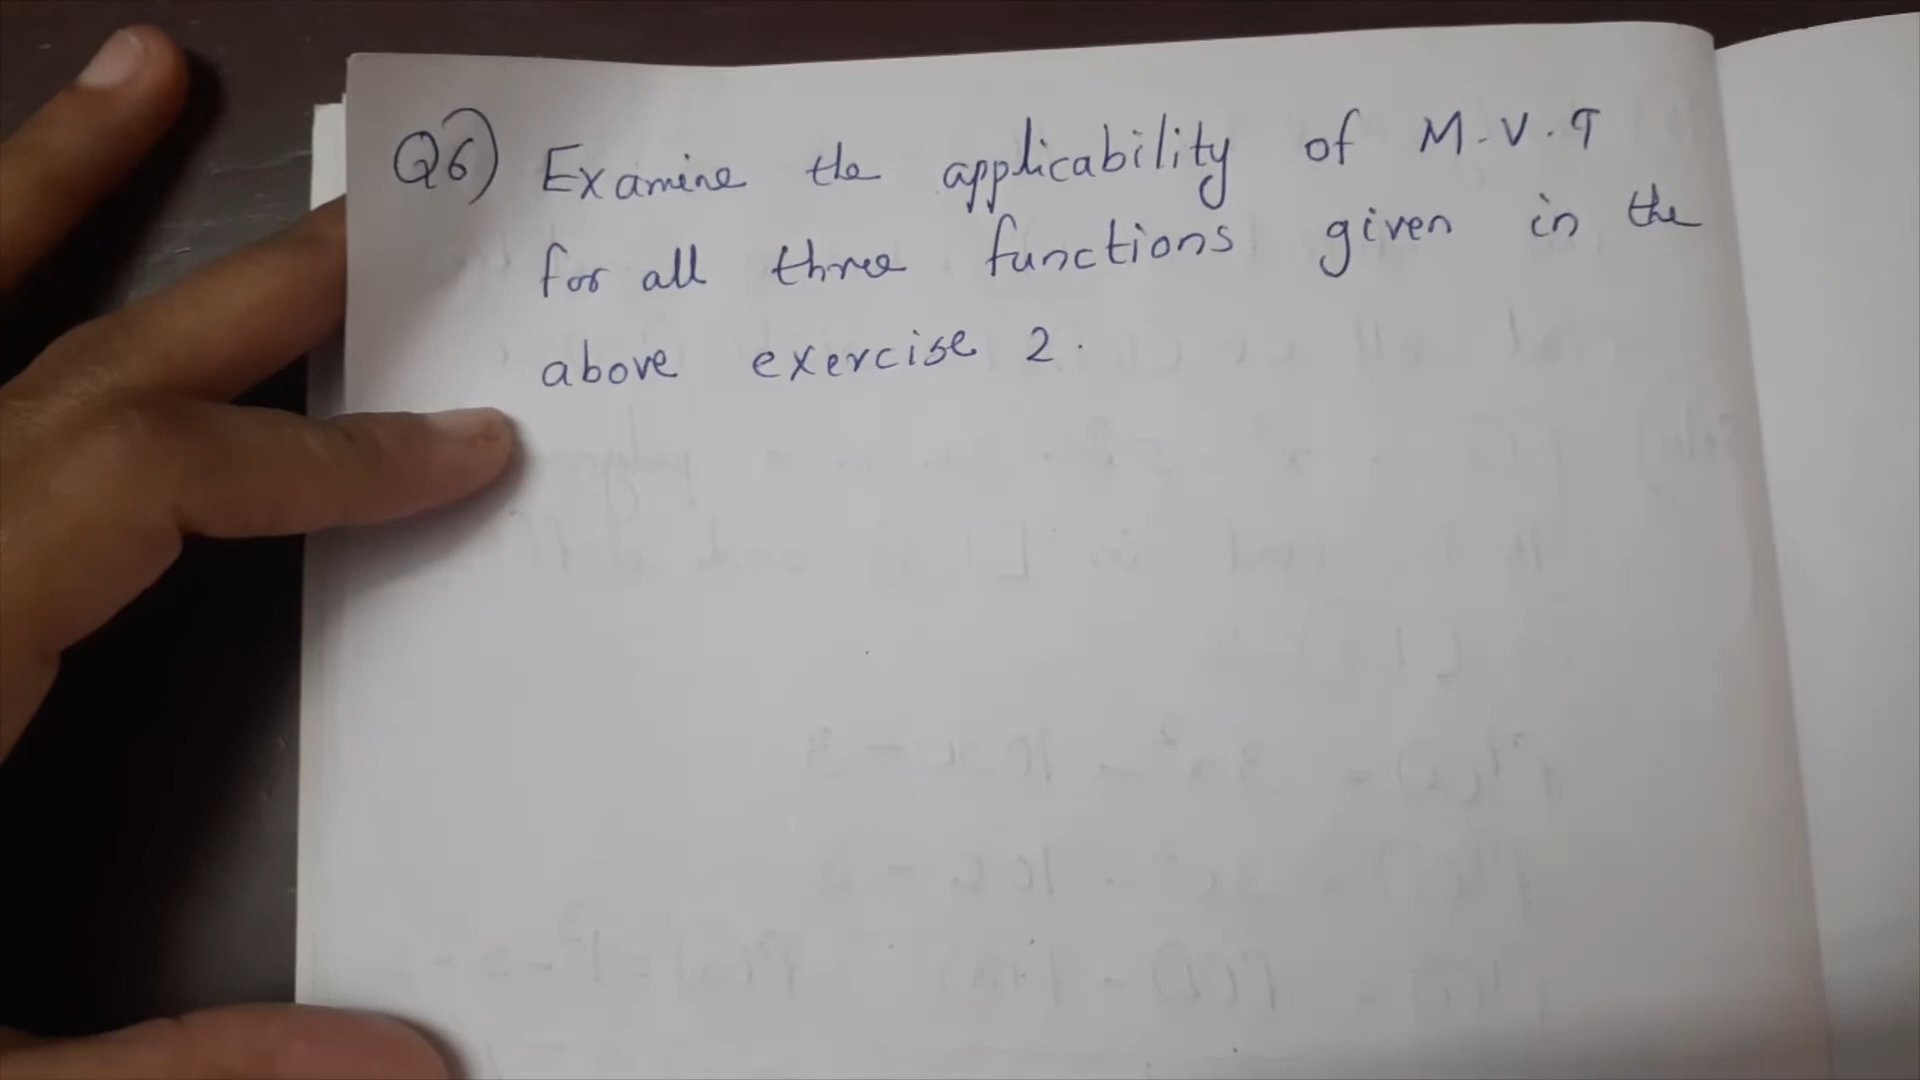 Q6) Examine the applicability of M.V.T
for all three functions given in the
above exercise 2.